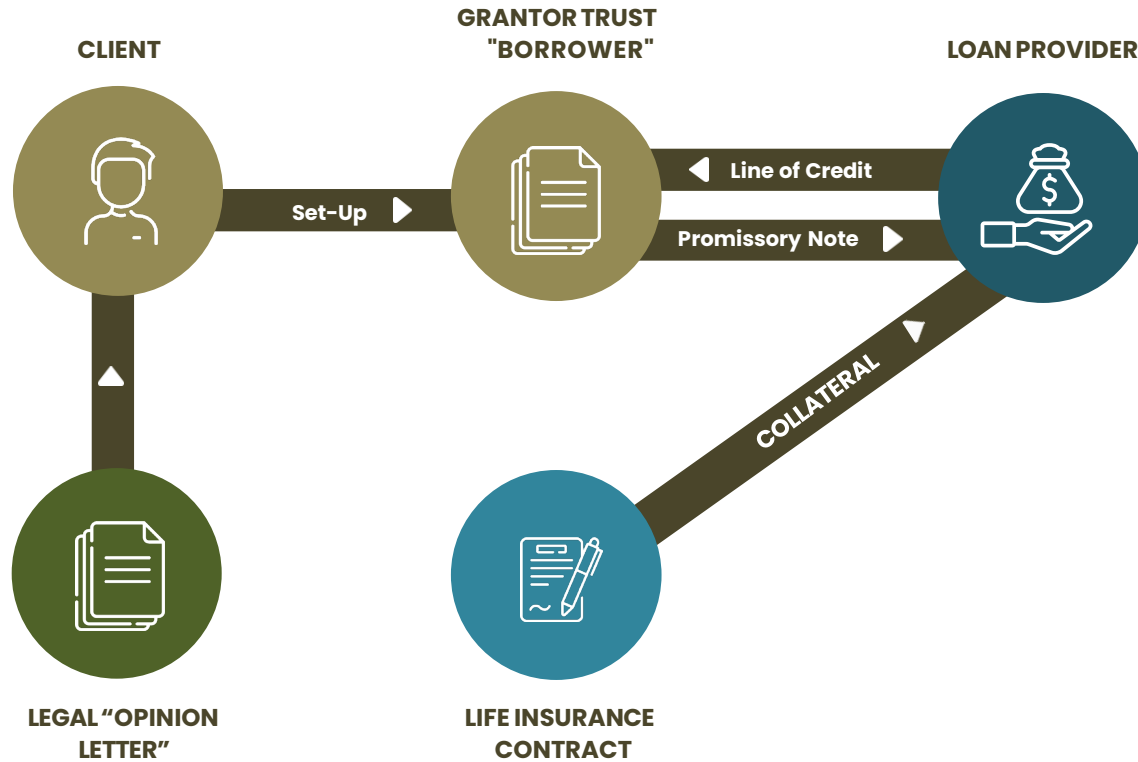 GRANTOR TRUST
"BORROWER"
CLIENT
LOAN PROVIDER
Line of Credit
Set-Up
Promissory Note
COLLATERAL
LEGAL “OPINION
LETTER”
LIFE INSURANCE
CONTRACT
$